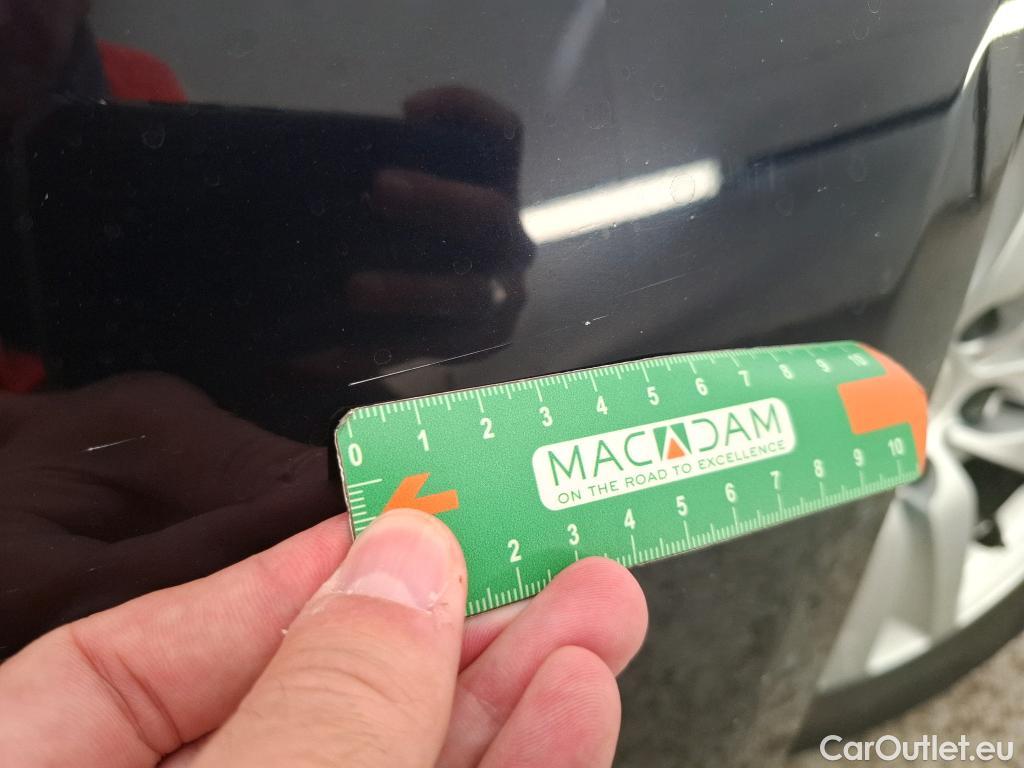 0 1 2 3 4 5 6 7 8 9 10
MACADAM
ON THE ROAD TO EXCELLENCE
2 3 4 5 6 7 8 9 10
CarOutlet.eu